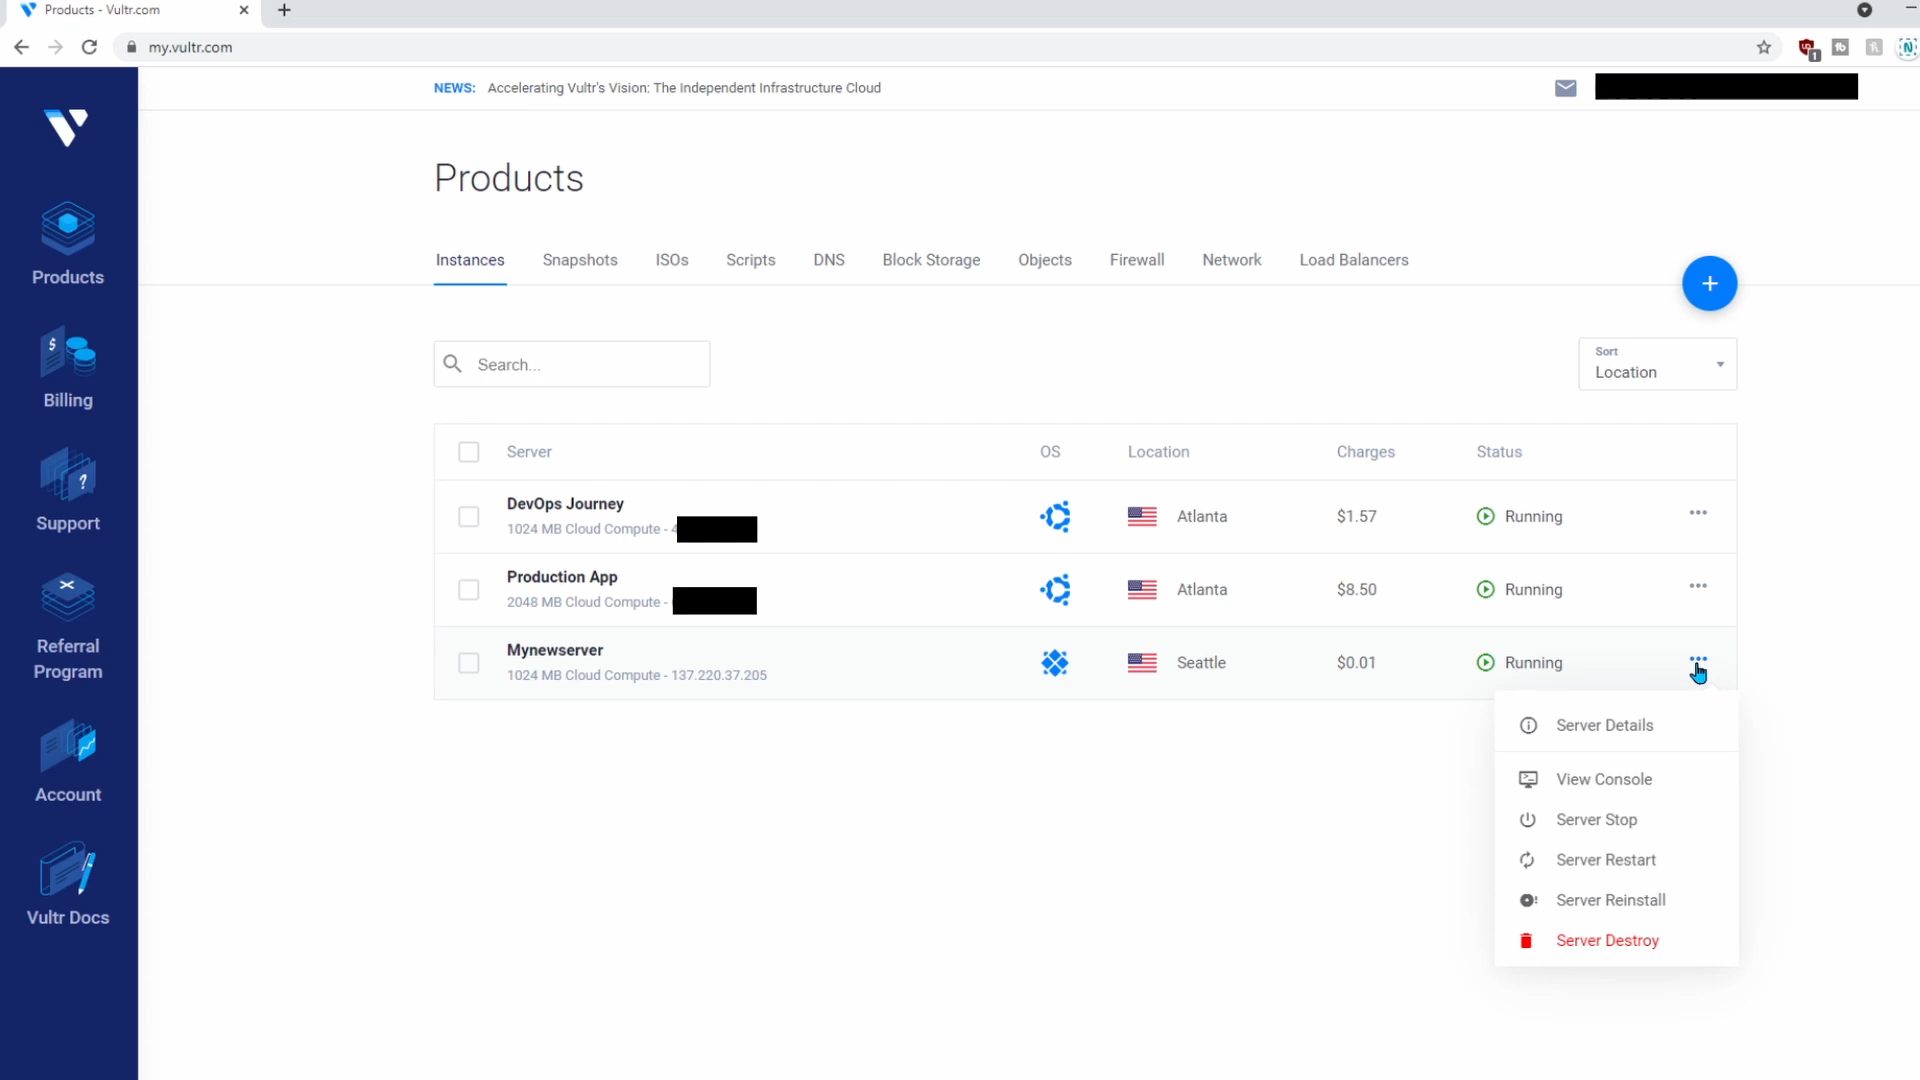 Products - Vultr.com
my.vultr.com
1
NEWS: Accelerating Vultr's Vision: The Independent Infrastructure Cloud
Products
Billing
Support
Referral
Program
Account
Vultr Docs
Products
Instances Snapshots ISOs Scripts DNS Block Storage Objects Firewall Network Load Balancers
Search...
Sort
Location
Server OS Location Charges Status
DevOps Journey
1024 MB Cloud Compute - 4
Atlanta $1.57 Running
Production App
2048 MB Cloud Compute -
Atlanta $8.50 Running
Mynewserver
1024 MB Cloud Compute - 137.220.37.205
Seattle $0.01 Running
Server Details
View Console
Server Stop
Server Restart
Server Reinstall
Server Destroy